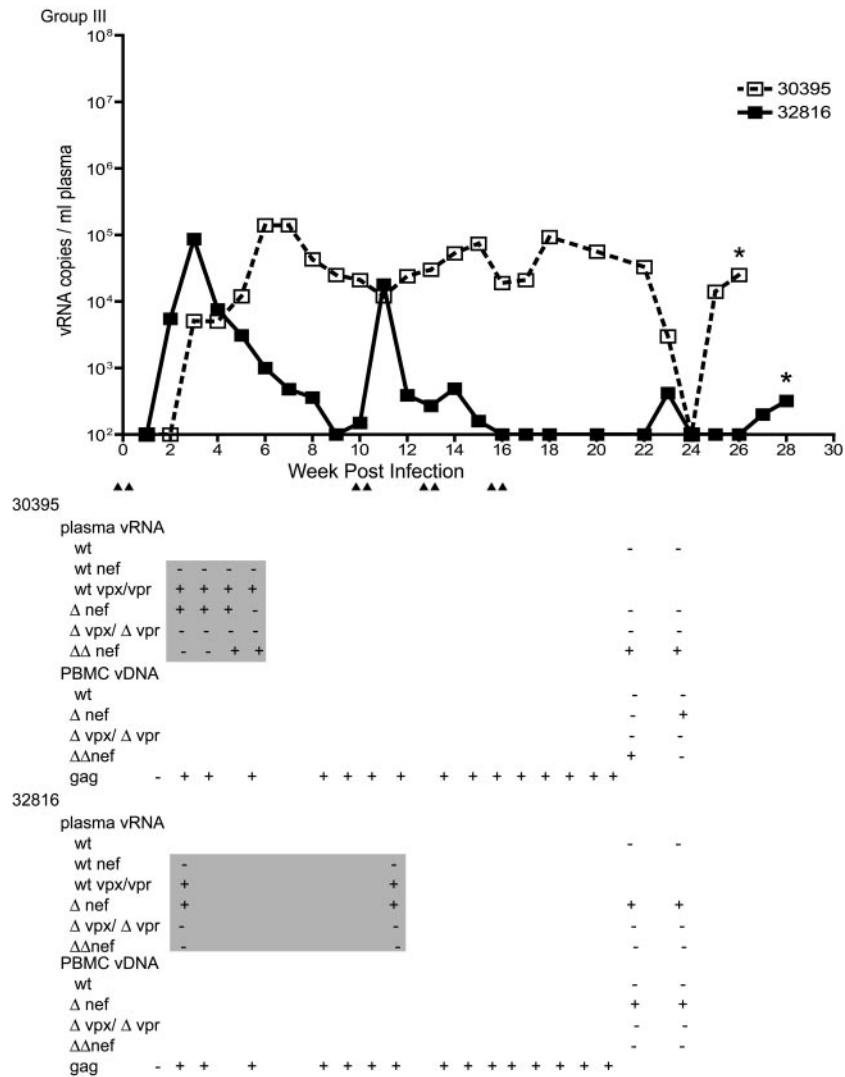 Group III
10⁸
10⁷
10⁶
10⁵
10⁴
10³
10²
vRNA copies / ml plasma
30395
32816
*
*
0 2 4 6 8 10 12 14 16 18 20 22 24 26 28 30
Week Post Infection
▲▲ ▲▲ ▲▲ ▲▲
30395
plasma vRNA
wt - -
wt nef - - - -
wt vpx/vpr + + + +
Δ nef + + + - - -
Δ vpx/ Δ vpr - - - - - -
ΔΔ nef - - + + + +
PBMC vDNA
wt - -
Δ nef - +
Δ vpx/ Δ vpr - -
ΔΔnef + -
gag - + + + + + + + + + + + + + + +
32816
plasma vRNA
wt - -
wt nef - -
wt vpx/vpr + +
Δ nef + + + +
Δ vpx/ Δ vpr - - - -
ΔΔnef - - - -
PBMC vDNA
wt - -
Δ nef + +
Δ vpx/ Δ vpr - -
ΔΔnef - -
gag - + + + + + + + + + + + + + + +